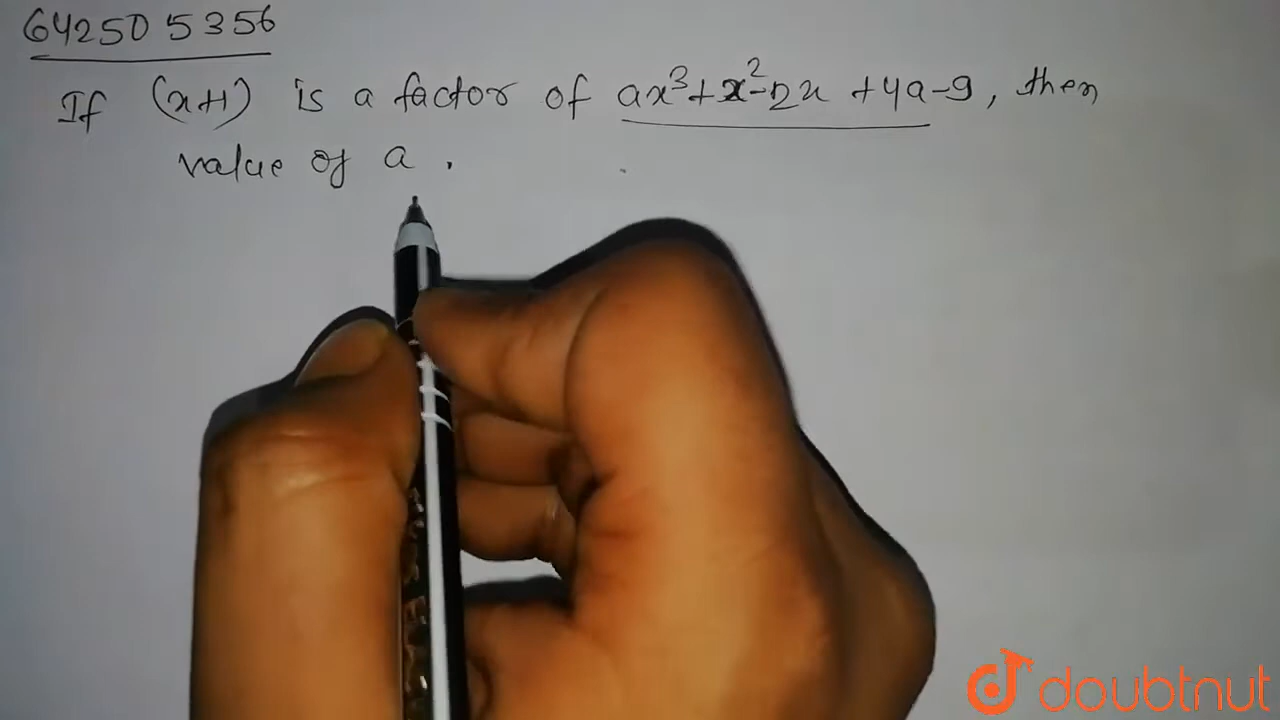 642505356
If (x+1) is a factor of ax³+x²-2x +4a-9, then
value of a .
doubtnut